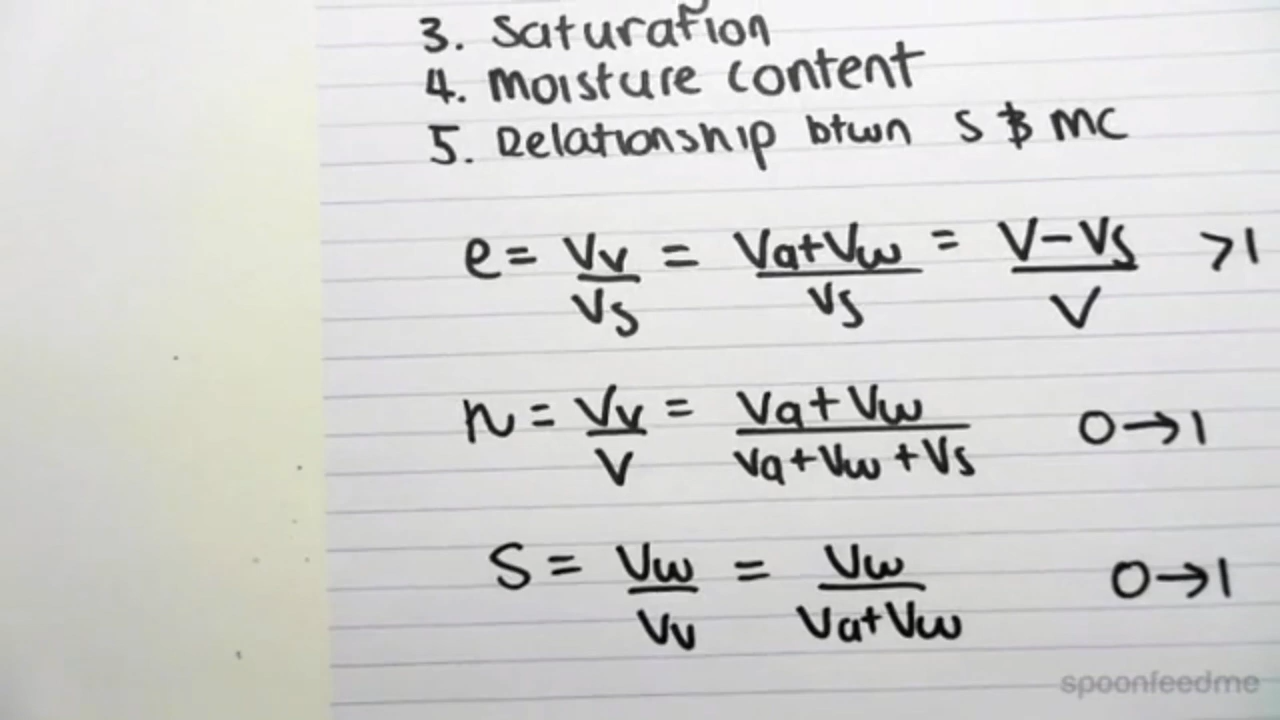 3. Saturation
4. Moisture content
5. Relationship btwn S & MC
e = Vv/Vs = Va+Vw/Vs = V-Vs/V >1
n = Vv/V = Va+Vw/Va+Vw+Vs 0→1
S = Vw/Vv = Vw/Va+Vw 0→1
spoonfeedme